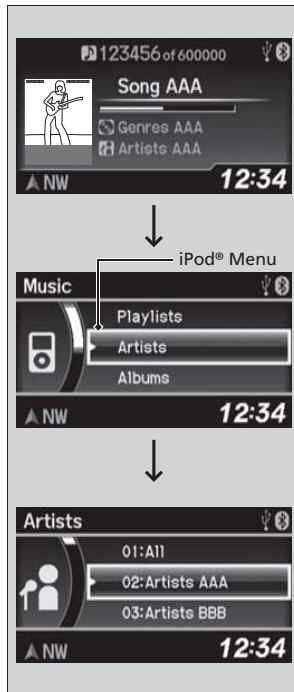 123456 of 600000
Song AAA
Genres AAA
Artists AAA
NW 12:34
iPod® Menu
Music
Playlists
Artists
Albums
NW 12:34
Artists
01:All
02:Artists AAA
03:Artists BBB
NW 12:34